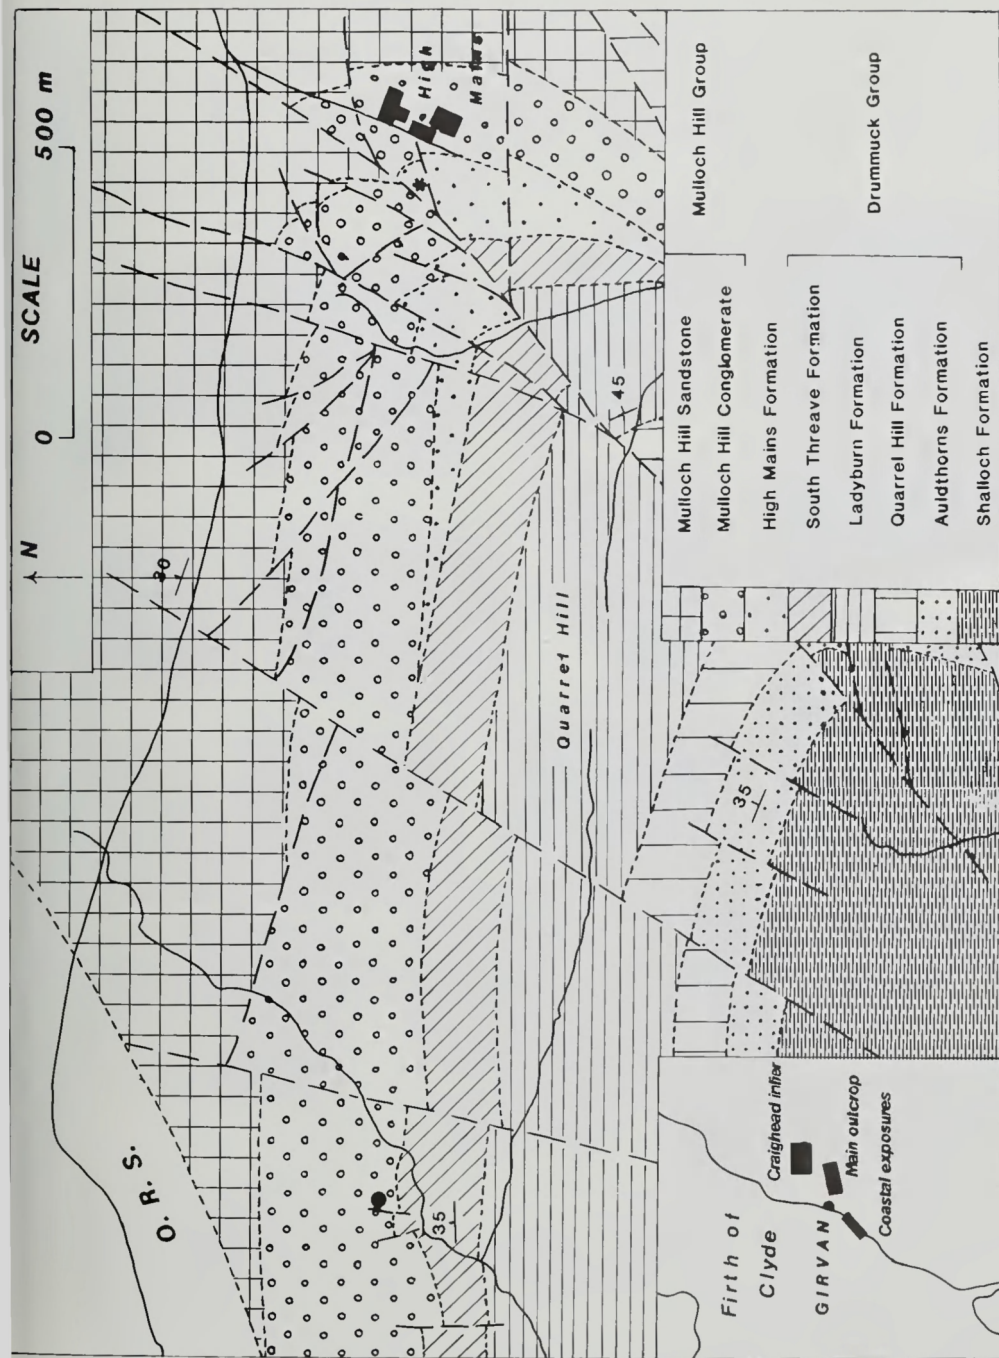 SCALE
0 500 m
N
O. R. S.
30
High
Mains
*
Quarrel Hill
45
35
35
Mulloch Hill Sandstone
Mulloch Hill Conglomerate
Mulloch Hill Group
High Mains Formation
South Threave Formation
Ladyburn Formation
Quarrel Hill Formation
Auldthorns Formation
Drummuck Group
Shalloch Formation
Firth of
Clyde
GIRVAN
Craighead inlier
Main outcrop
Coastal exposures